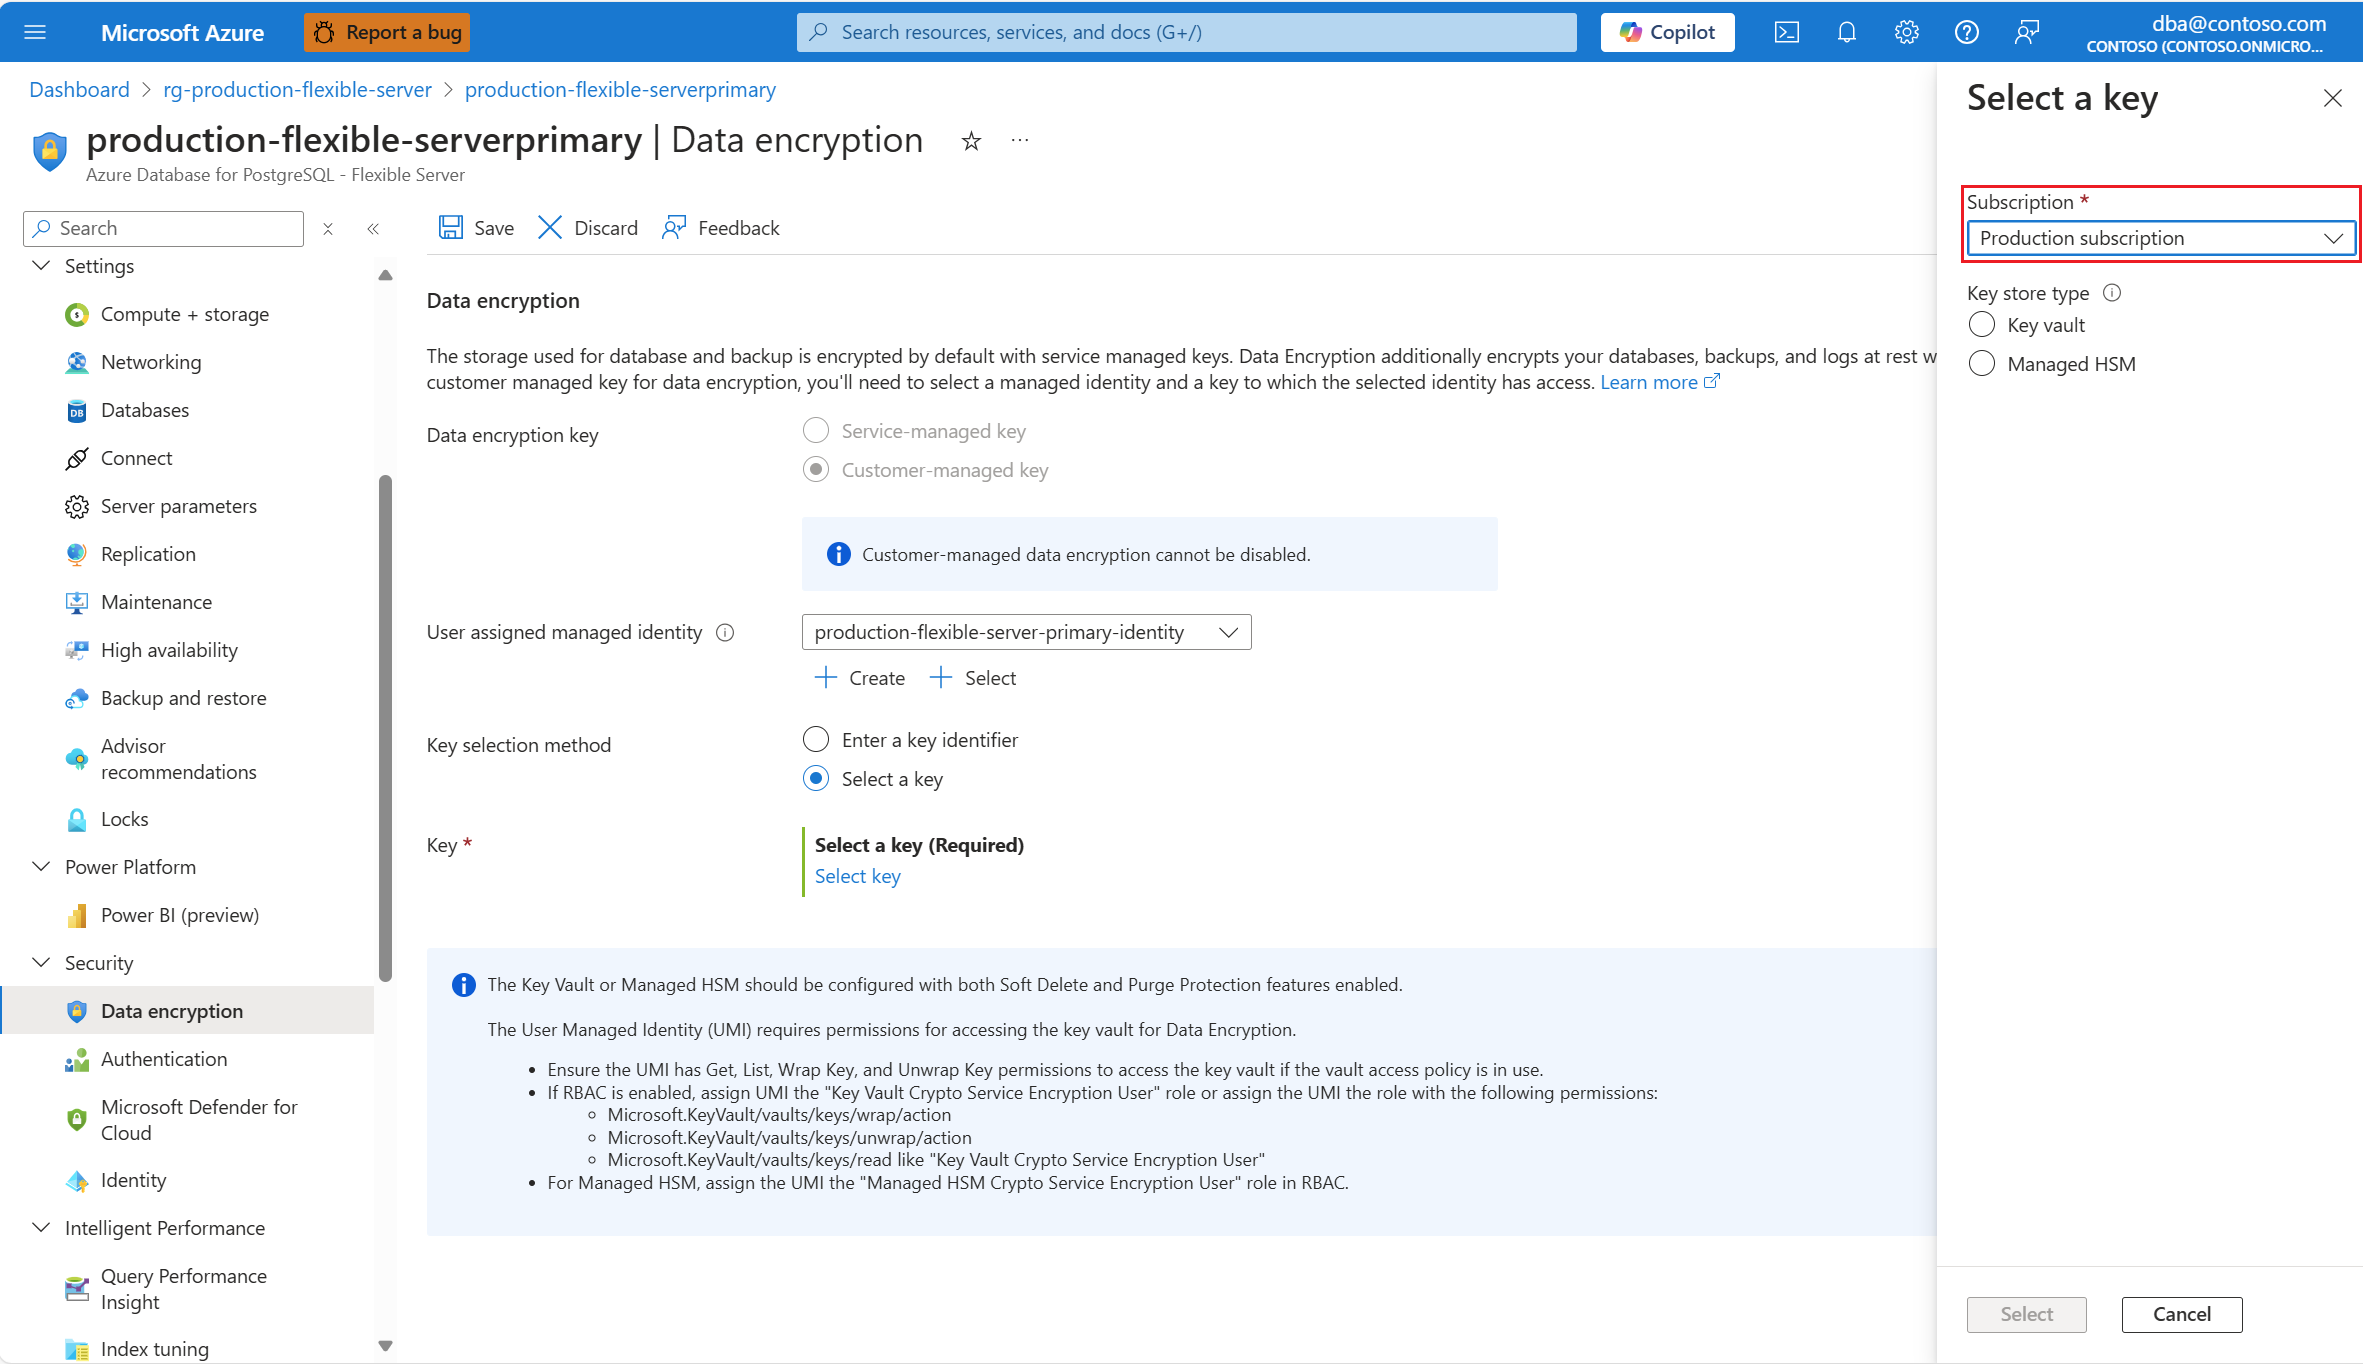 Microsoft Azure
Report a bug
Search resources, services, and docs (G+/)
Copilot
dba@contoso.com
CONTOSO (CONTOSO.ONMICRO...
Dashboard > rg-production-flexible-server > production-flexible-serverprimary
production-flexible-serverprimary | Data encryption
Azure Database for PostgreSQL - Flexible Server
Search
Settings
Compute + storage
Networking
Databases
Connect
Server parameters
Replication
Maintenance
High availability
Backup and restore
Advisor
recommendations
Locks
Power Platform
Power BI (preview)
Security
Data encryption
Authentication
Microsoft Defender for
Cloud
Identity
Intelligent Performance
Query Performance
Insight
Index tuning
Save
Discard
Feedback
Data encryption
The storage used for database and backup is encrypted by default with service managed keys. Data Encryption additionally encrypts your databases, backups, and logs at rest w
customer managed key for data encryption, you'll need to select a managed identity and a key to which the selected identity has access. Learn more
Data encryption key
Service-managed key
Customer-managed key
Customer-managed data encryption cannot be disabled.
User assigned managed identity
production-flexible-server-primary-identity
Create
Select
Key selection method
Enter a key identifier
Select a key
Key *
Select a key (Required)
Select key
The Key Vault or Managed HSM should be configured with both Soft Delete and Purge Protection features enabled.
The User Managed Identity (UMI) requires permissions for accessing the key vault for Data Encryption.
• Ensure the UMI has Get, List, Wrap Key, and Unwrap Key permissions to access the key vault if the vault access policy is in use.
• If RBAC is enabled, assign UMI the "Key Vault Crypto Service Encryption User" role or assign the UMI the role with the following permissions:
◦ Microsoft.KeyVault/vaults/keys/wrap/action
◦ Microsoft.KeyVault/vaults/keys/unwrap/action
◦ Microsoft.KeyVault/vaults/keys/read like "Key Vault Crypto Service Encryption User"
• For Managed HSM, assign the UMI the "Managed HSM Crypto Service Encryption User" role in RBAC.
Select a key
Subscription *
Production subscription
Key store type
Key vault
Managed HSM
Select
Cancel